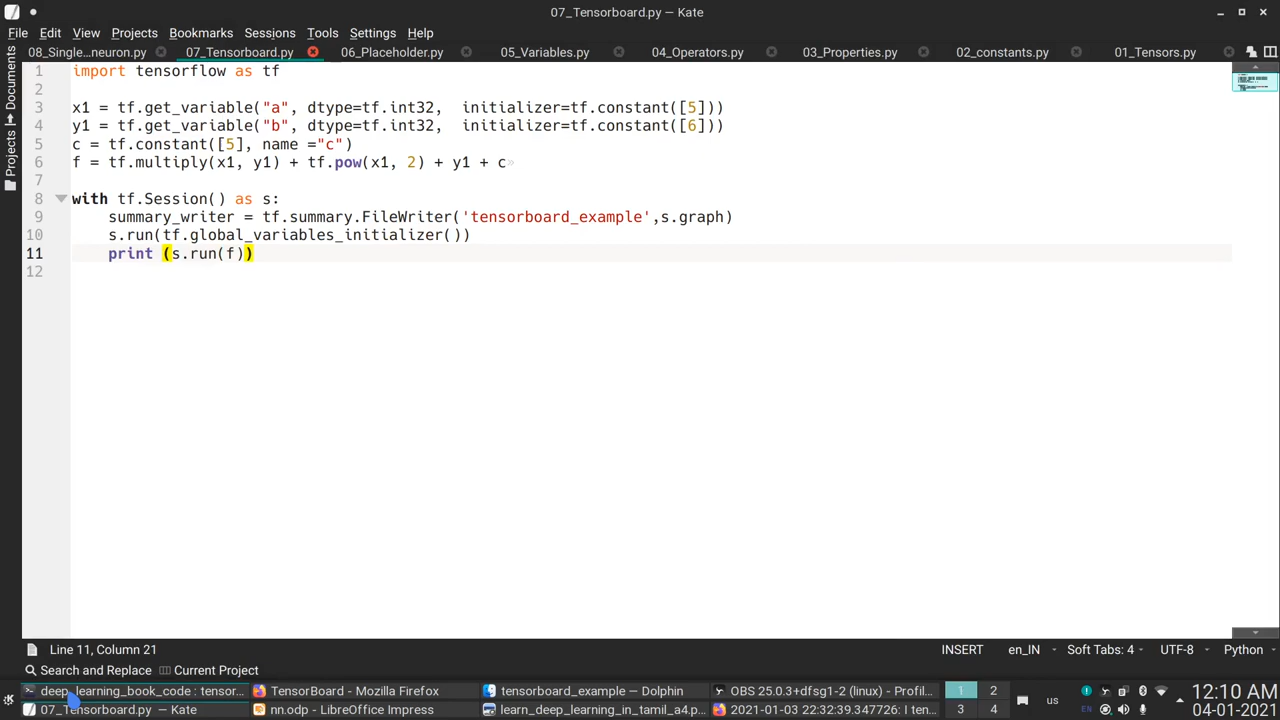 07_Tensorboard.py — Kate
File Edit View Projects Bookmarks Sessions Tools Settings Help
08_Single...neuron.py 07_Tensorboard.py 06_Placeholder.py 05_Variables.py 04_Operators.py 03_Properties.py 02_constants.py 01_Tensors.py
Documents
Projects
1 import tensorflow as tf
2
3 x1 = tf.get_variable("a", dtype=tf.int32,  initializer=tf.constant([5]))
4 y1 = tf.get_variable("b", dtype=tf.int32,  initializer=tf.constant([6]))
5 c = tf.constant([5], name ="c")
6 f = tf.multiply(x1, y1) + tf.pow(x1, 2) + y1 + c»
7
8 with tf.Session() as s:
9 summary_writer = tf.summary.FileWriter('tensorboard_example',s.graph)
10 s.run(tf.global_variables_initializer())
11 print (s.run(f))
12
Line 11, Column 21 INSERT en_IN Soft Tabs: 4 UTF-8 Python
Search and Replace Current Project
deep_learning_book_code : tensor... TensorBoard - Mozilla Firefox tensorboard_example — Dolphin OBS 25.0.3+dfsg1-2 (linux) - Profil... 1 2 12:10 AM
07_Tensorboard.py — Kate nn.odp - LibreOffice Impress learn_deep_learning_in_tamil_a4.p... 2021-01-03 22:32:39.347726: I ten... 3 4 us EN 04-01-2021